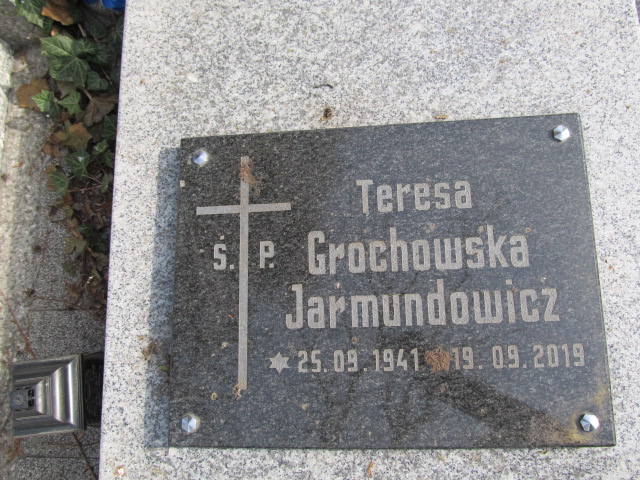 Ś. P.
Teresa
Grochowska
Jarmundowicz
25.09.1941 19.09.2019